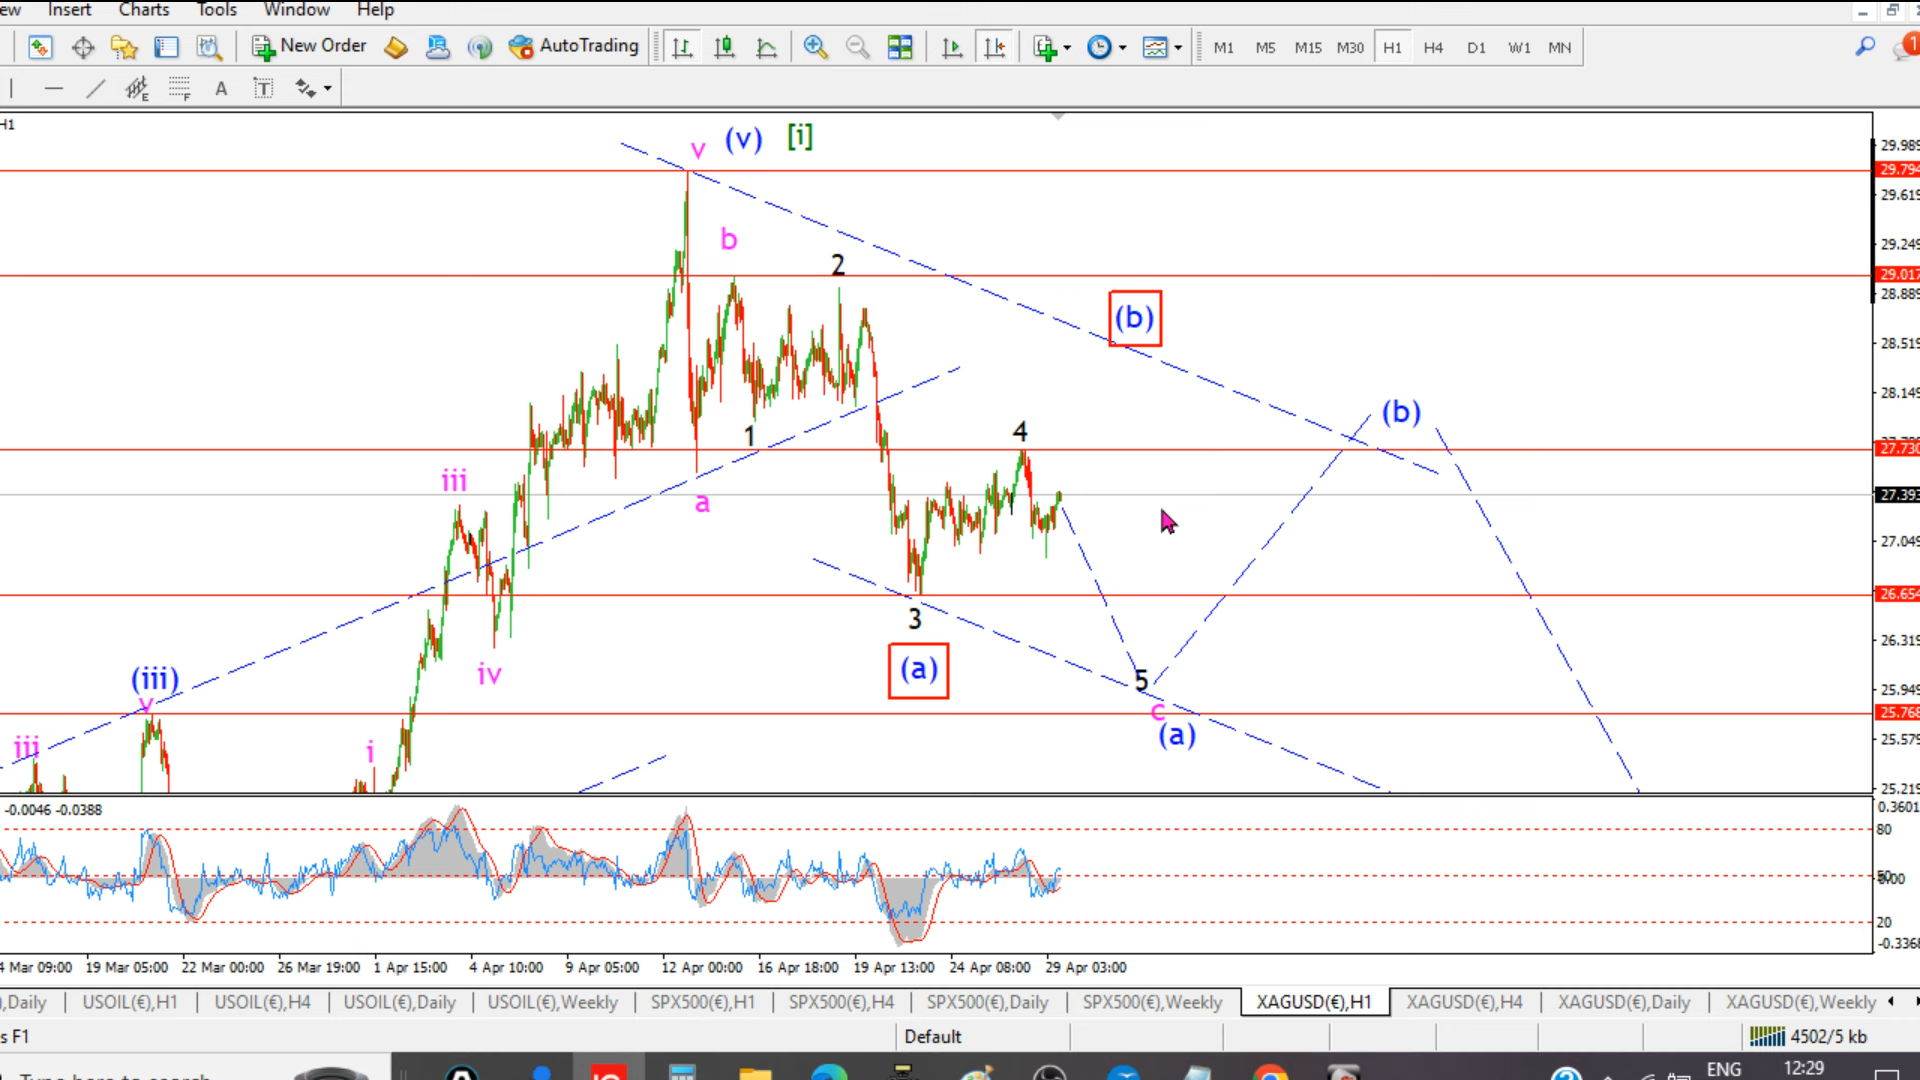 ew Insert Charts Tools Window Help
New Order AutoTrading M1 M5 M15 M30 H1 H4 D1 W1 MN 1
E F A T
H1
v (v) [i]
29.985
29.794
29.615
b
29.249
2
29.017
28.889
(b)
28.519
28.149
(b)
1 4
27.730
iii
27.393
a
27.049
26.654
3
26.319
(a)
iv
(iii)
5
25.949
v
c
25.768
(a)
iii i
25.579
25.219
-0.0046 -0.0388
0.3601
80
50
20
-0.3368
4 Mar 09:00 19 Mar 05:00 22 Mar 00:00 26 Mar 19:00 1 Apr 15:00 4 Apr 10:00 9 Apr 05:00 12 Apr 00:00 16 Apr 18:00 19 Apr 13:00 24 Apr 08:00 29 Apr 03:00
,Daily USOIL(€),H1 USOIL(€),H4 USOIL(€),Daily USOIL(€),Weekly SPX500(€),H1 SPX500(€),H4 SPX500(€),Daily SPX500(€),Weekly XAGUSD(€),H1 XAGUSD(€),H4 XAGUSD(€),Daily XAGUSD(€),Weekly
s F1 Default 4502/5 kb
Type here to search ENG 12:29